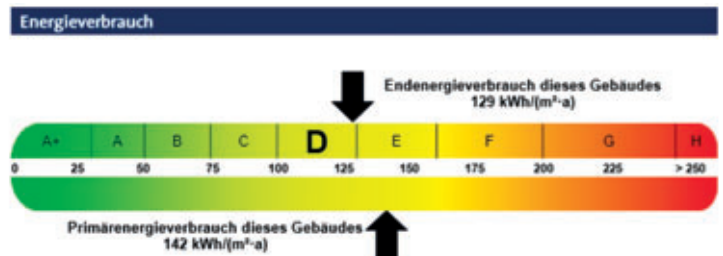 Energieverbrauch
Endenergieverbrauch dieses Gebäudes
129 kWh/(m²·a)
A+ A B C D E F G H
0 25 50 75 100 125 150 175 200 225 > 250
Primärenergieverbrauch dieses Gebäudes
142 kWh/(m²·a)